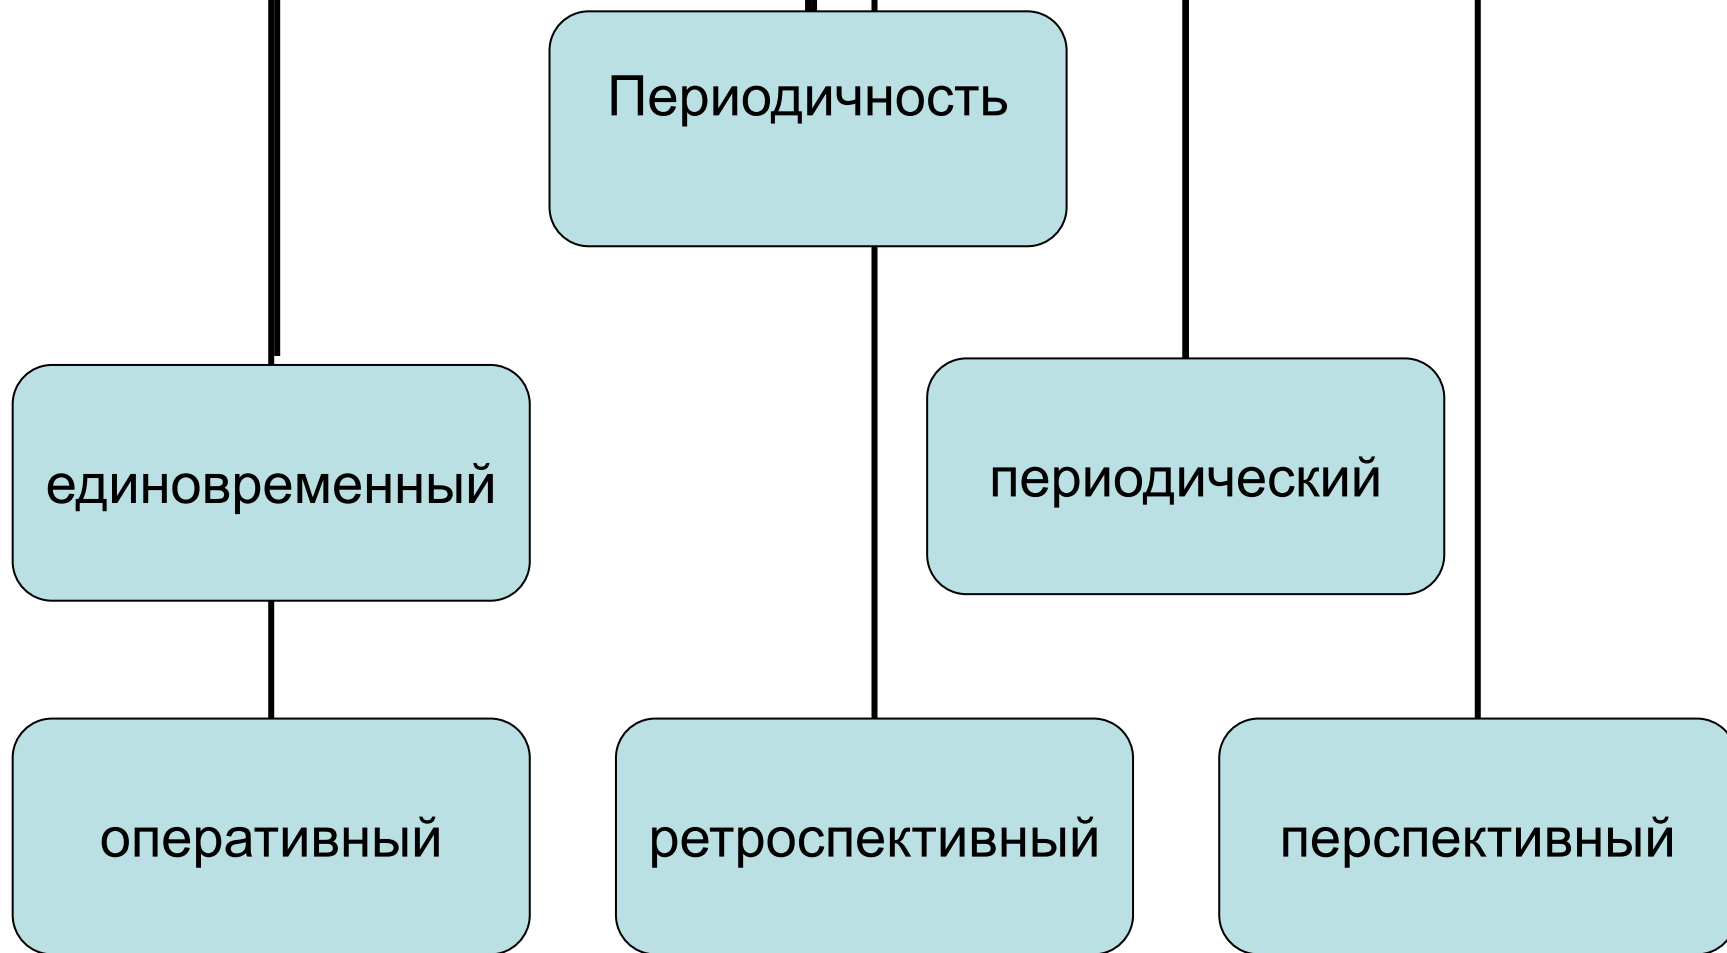 Периодичность
единовременный
периодический
оперативный
ретроспективный
перспективный